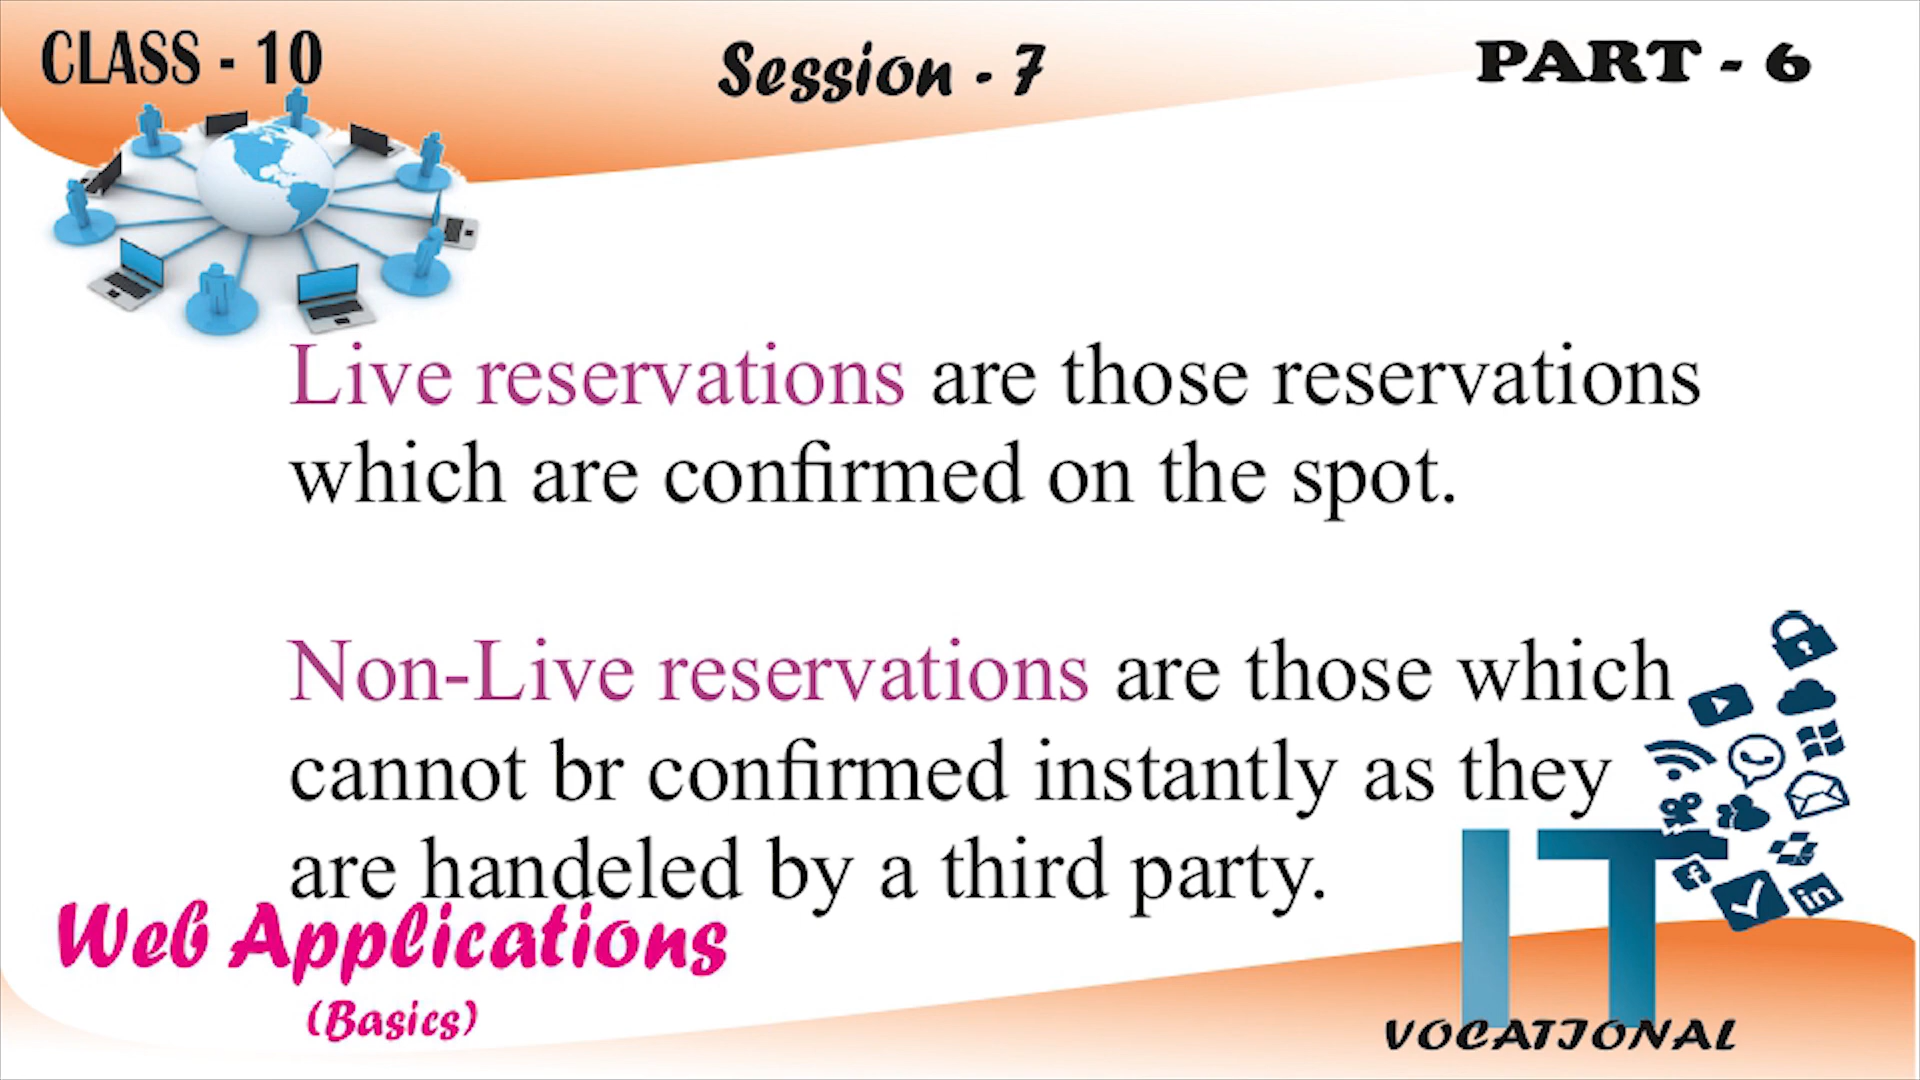 CLASS - 10
Session - 7
PART - 6
Live reservations are those reservations
which are confirmed on the spot.
Non-Live reservations are those which
cannot br confirmed instantly as they
are handeled by a third party.
Web Applications
(Basics)
IT
VOCATIONAL
f
in